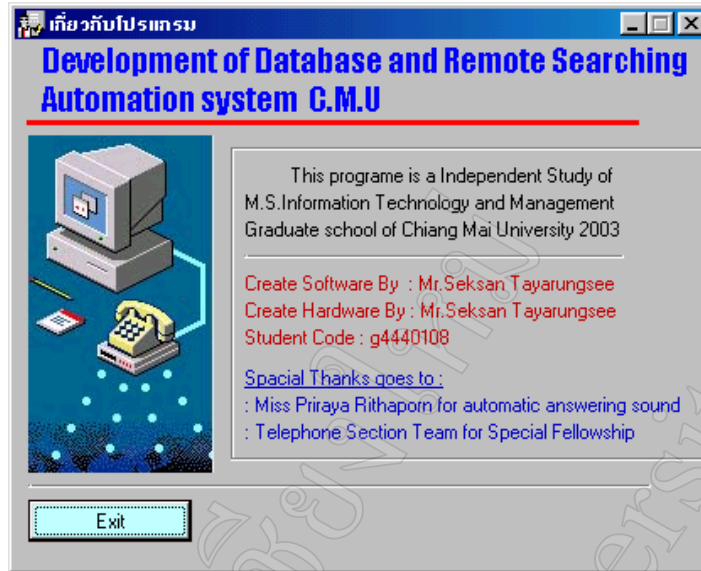 เกี่ยวกับโปรแกรม
Development of Database and Remote Searching
Automation system C.M.U
This programe is a Independent Study of
M.S.Information Technology and Management
Graduate school of Chiang Mai University 2003
Create Software By : Mr.Seksan Tayarungsee
Create Hardware By : Mr.Seksan Tayarungsee
Student Code : g4440108
Spacial Thanks goes to :
: Miss Priraya Rithaporn for automatic answering sound
: Telephone Section Team for Special Fellowship
Exit